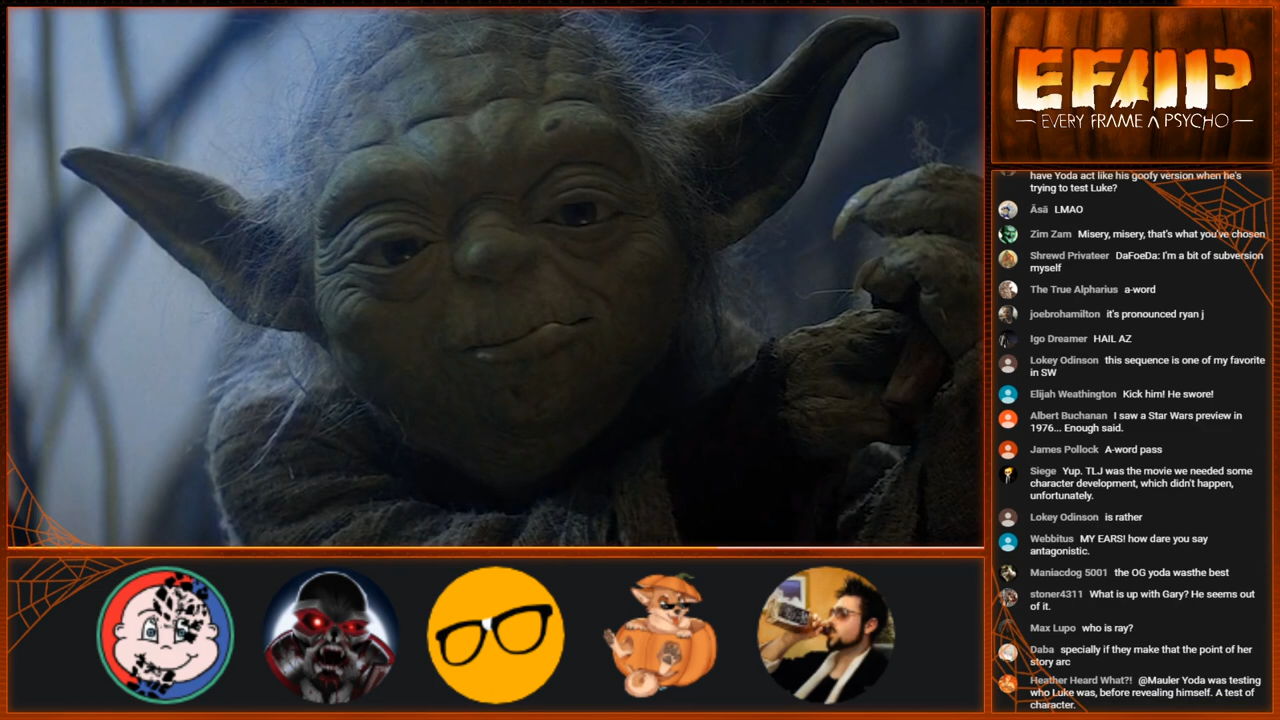 EFAP
EVERY FRAME A PSYCHO
have Yoda act like his goofy version when he's
trying to test Luke?
Äsä LMAO
Zim Zam Misery, misery, that's what you've chosen
Shrewd Privateer DaFoeDa: I'm a bit of subversion
myself
The True Alpharius a-word
joebrohamilton it's pronounced ryan j
Igo Dreamer HAIL AZ
Lokey Odinson this sequence is one of my favorite
in SW
Elijah Weathington Kick him! He swore!
Albert Buchanan I saw a Star Wars preview in
1976... Enough said.
James Pollock A-word pass
Siege Yup. TLJ was the movie we needed some
character development, which didn't happen,
unfortunately.
Lokey Odinson is rather
Webbitus MY EARS! how dare you say
antagonistic.
Maniacdog 5001 the OG yoda wasthe best
stoner4311 What is up with Gary? He seems out
of it.
Max Lupo who is ray?
Daba specially if they make that the point of her
story arc
Heather Heard What?! @Mauler Yoda was testing
who Luke was, before revealing himself. A test of
character.